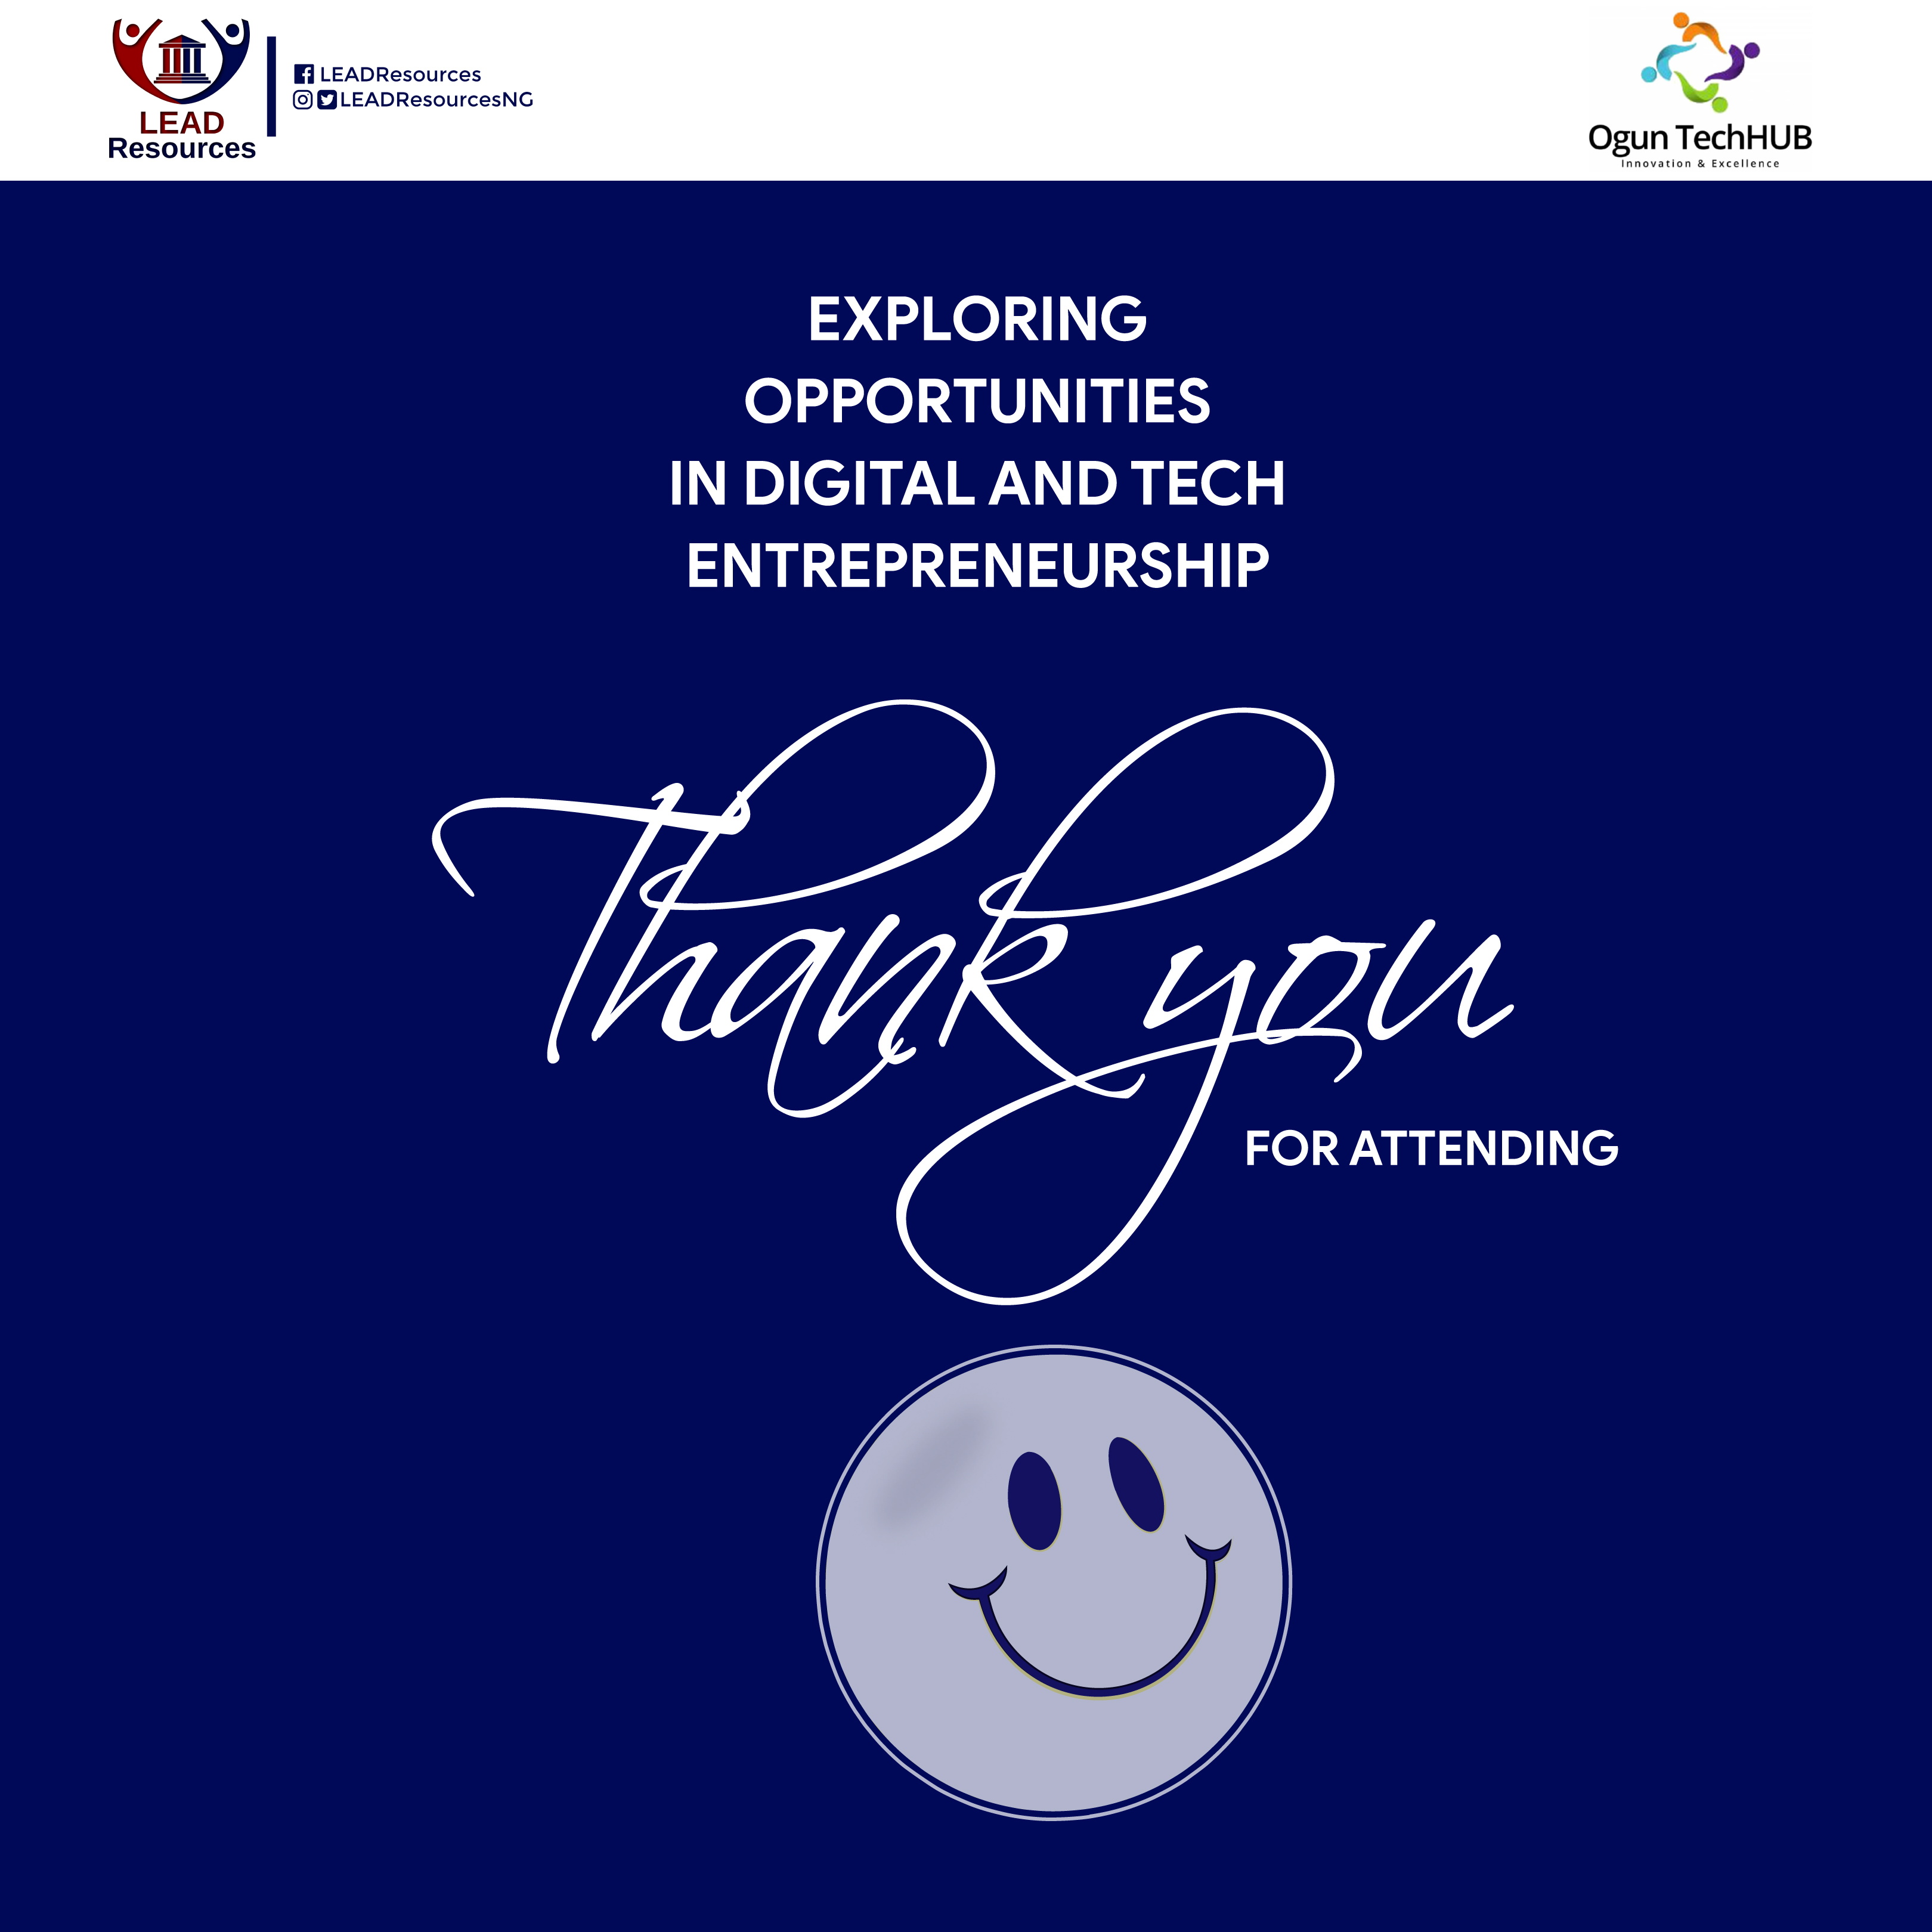 LEAD
Resources
LEADResources
LEADResourcesNG
Ogun TechHUB
Innovation & Excellence
EXPLORING
OPPORTUNITIES
IN DIGITAL AND TECH
ENTREPRENEURSHIP
Thank you
FOR ATTENDING